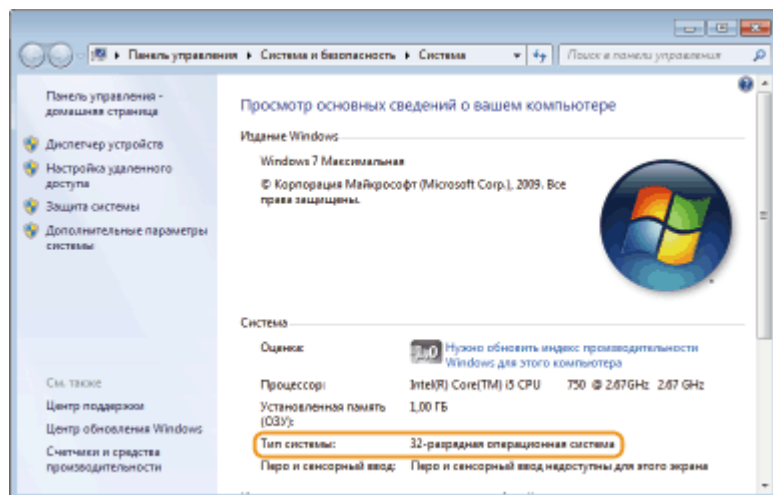 Панель управления ▸ Система и безопасность ▸ Система
Поиск в панели управления
Панель управления -
домашняя страница
Диспетчер устройств
Настройка удаленного
доступа
Защита системы
Дополнительные параметры
системы
См. также
Центр поддержки
Центр обновления Windows
Счетчики и средства
производительности
Просмотр основных сведений о вашем компьютере
Издание Windows
Windows 7 Максимальная
© Корпорация Майкрософт (Microsoft Corp.), 2009. Все
права защищены.
Система
Оценка:
1,0
Нужно обновить индекс производительности
Windows для этого компьютера
Процессор: Intel(R) Core(TM) i5 CPU 750 @ 2.67GHz 2.67 GHz
Установленная память
(ОЗУ): 1,00 ГБ
Тип системы: 32-разрядная операционная система
Перо и сенсорный ввод: Перо и сенсорный ввод недоступны для этого экрана